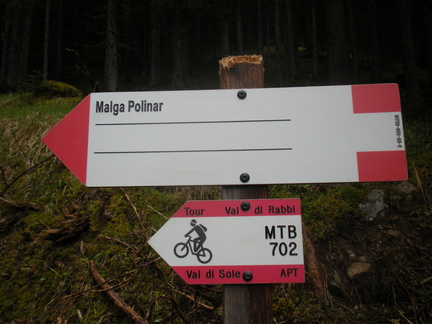 Malga Polinar
Tour Val di Rabbi
MTB
702
Val di Sole APT